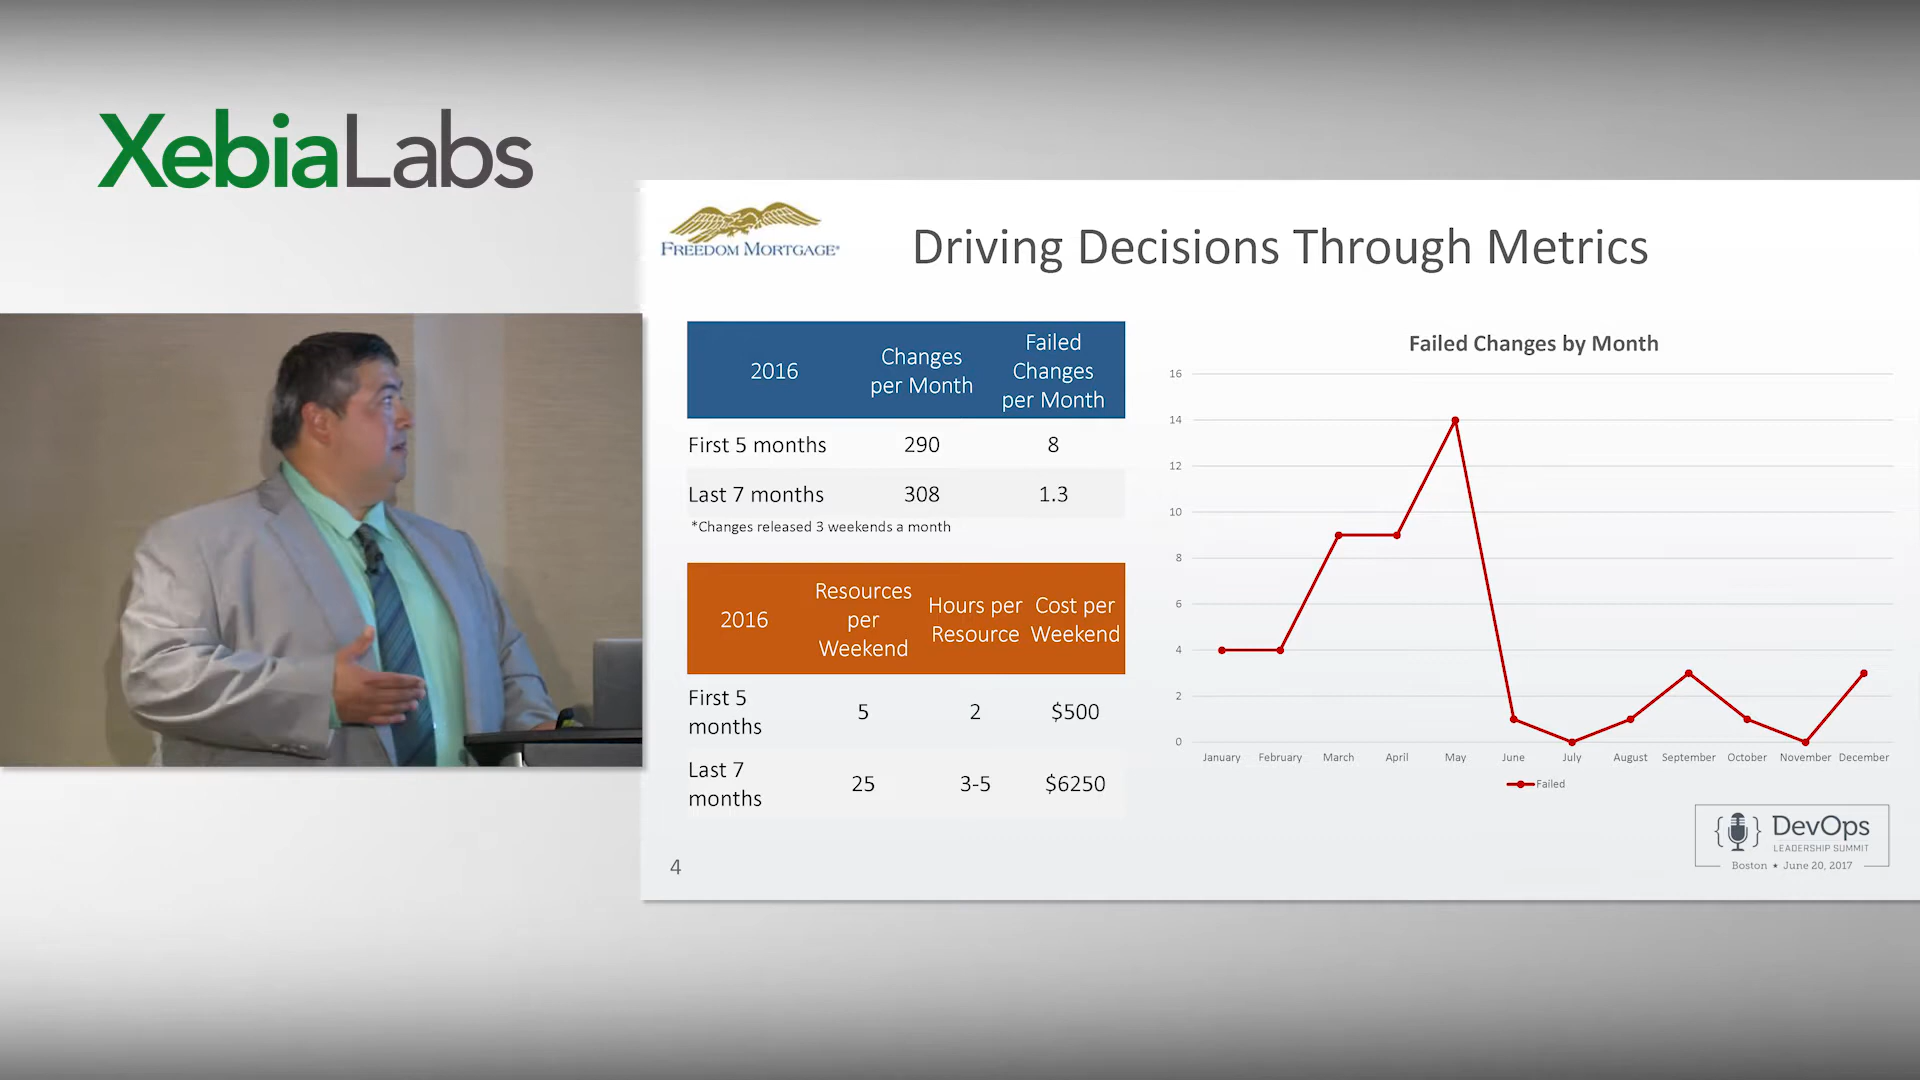 XebiaLabs
FREEDOM MORTGAGE®
Driving Decisions Through Metrics
2016
Changes
per Month
Failed
Changes
per Month
First 5 months 290 8
Last 7 months 308 1.3
*Changes released 3 weekends a month
2016
Resources
per
Weekend
Hours per
Resource
Cost per
Weekend
First 5
months
5 2 $500
Last 7
months
25 3-5 $6250
4
Failed Changes by Month
16
14
12
10
8
6
4
2
0
January February March April May June July August September October November December
Failed
{ } DevOps
LEADERSHIP SUMMIT
Boston ★ June 20, 2017